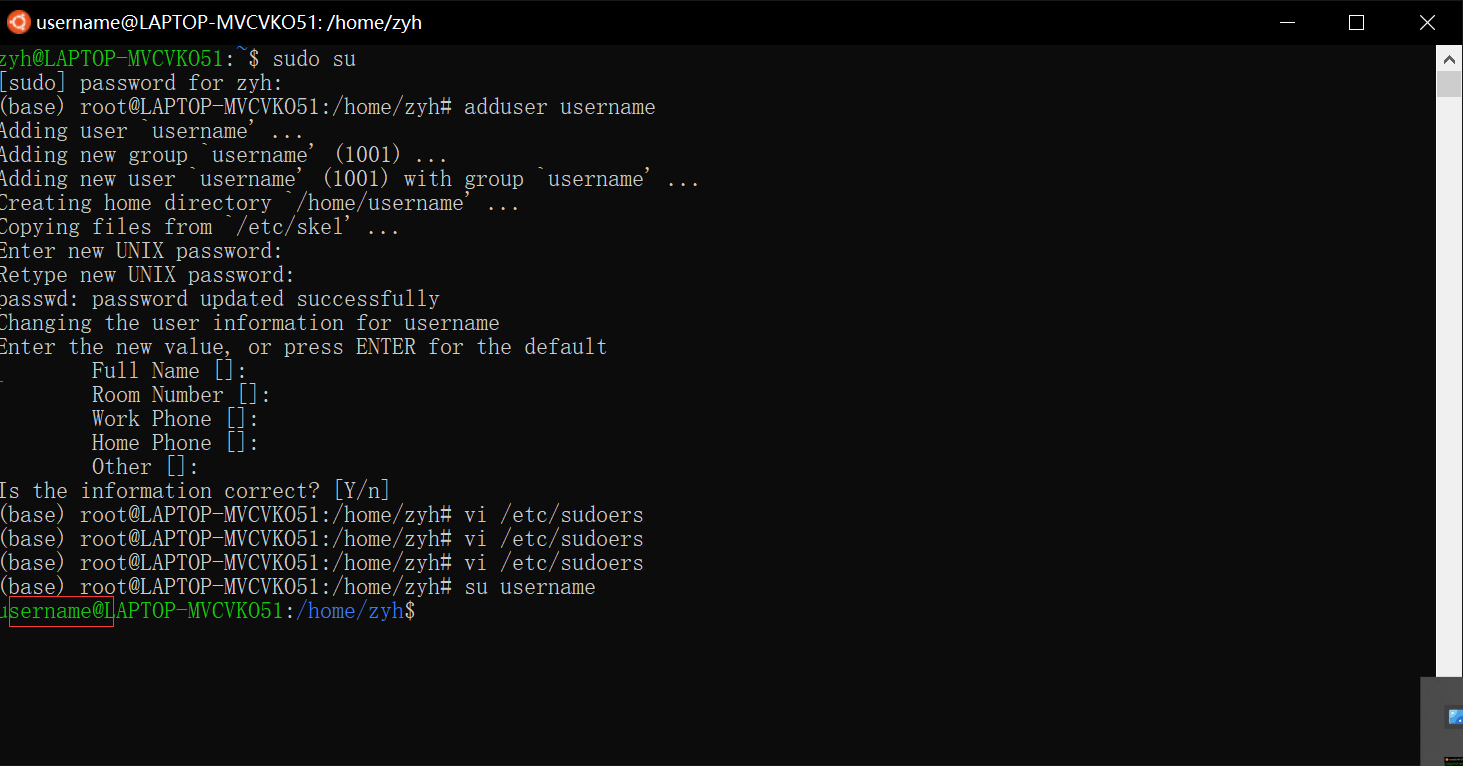 username@LAPTOP-MVCVKO51: /home/zyh
zyh@LAPTOP-MVCVKO51:~$ sudo su
[sudo] password for zyh:
(base) root@LAPTOP-MVCVKO51:/home/zyh# adduser username
Adding user `username' ...
Adding new group `username' (1001) ...
Adding new user `username' (1001) with group `username' ...
Creating home directory `/home/username' ...
Copying files from `/etc/skel' ...
Enter new UNIX password:
Retype new UNIX password:
passwd: password updated successfully
Changing the user information for username
Enter the new value, or press ENTER for the default
Full Name []:
Room Number []:
Work Phone []:
Home Phone []:
Other []:
Is the information correct? [Y/n]
(base) root@LAPTOP-MVCVKO51:/home/zyh# vi /etc/sudoers
(base) root@LAPTOP-MVCVKO51:/home/zyh# vi /etc/sudoers
(base) root@LAPTOP-MVCVKO51:/home/zyh# vi /etc/sudoers
(base) root@LAPTOP-MVCVKO51:/home/zyh# su username
username@LAPTOP-MVCVKO51:/home/zyh$